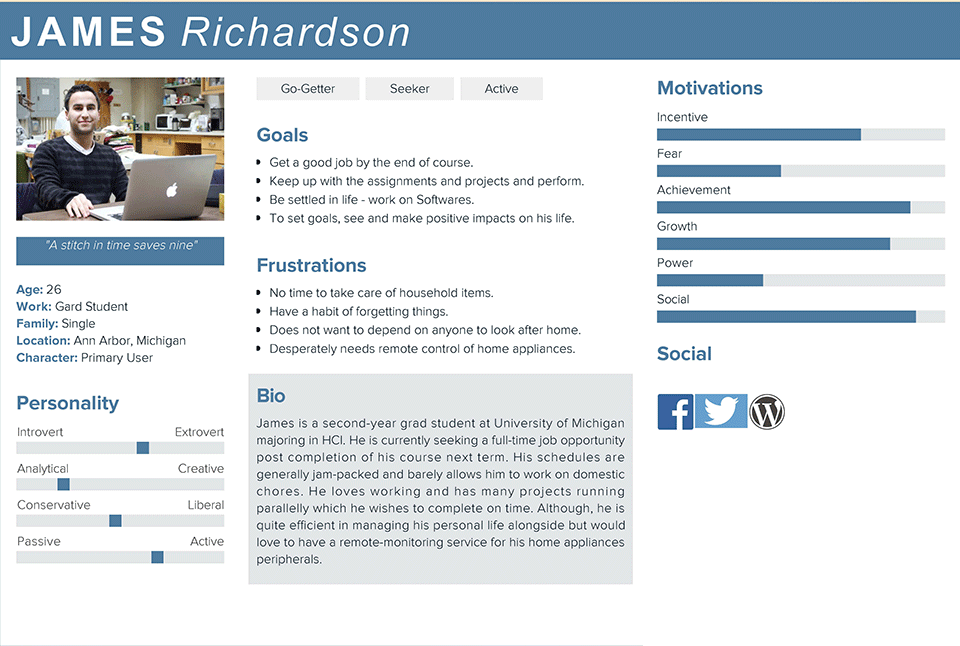 JAMES Richardson
"A stitch in time saves nine"
Age: 26
Work: Gard Student
Family: Single
Location: Ann Arbor, Michigan
Character: Primary User
Personality
Introvert Extrovert
Analytical Creative
Conservative Liberal
Passive Active
Go-Getter Seeker Active
Goals
Get a good job by the end of course.
Keep up with the assignments and projects and perform.
Be settled in life - work on Softwares.
To set goals, see and make positive impacts on his life.
Frustrations
No time to take care of household items.
Have a habit of forgetting things.
Does not want to depend on anyone to look after home.
Desperately needs remote control of home appliances.
Bio
James is a second-year grad student at University of Michigan
majoring in HCI. He is currently seeking a full-time job opportunity
post completion of his course next term. His schedules are
generally jam-packed and barely allows him to work on domestic
chores. He loves working and has many projects running
parallelly which he wishes to complete on time. Although, he is
quite efficient in managing his personal life alongside but would
love to have a remote-monitoring service for his home appliances
peripherals.
Motivations
Incentive
Fear
Achievement
Growth
Power
Social
Social